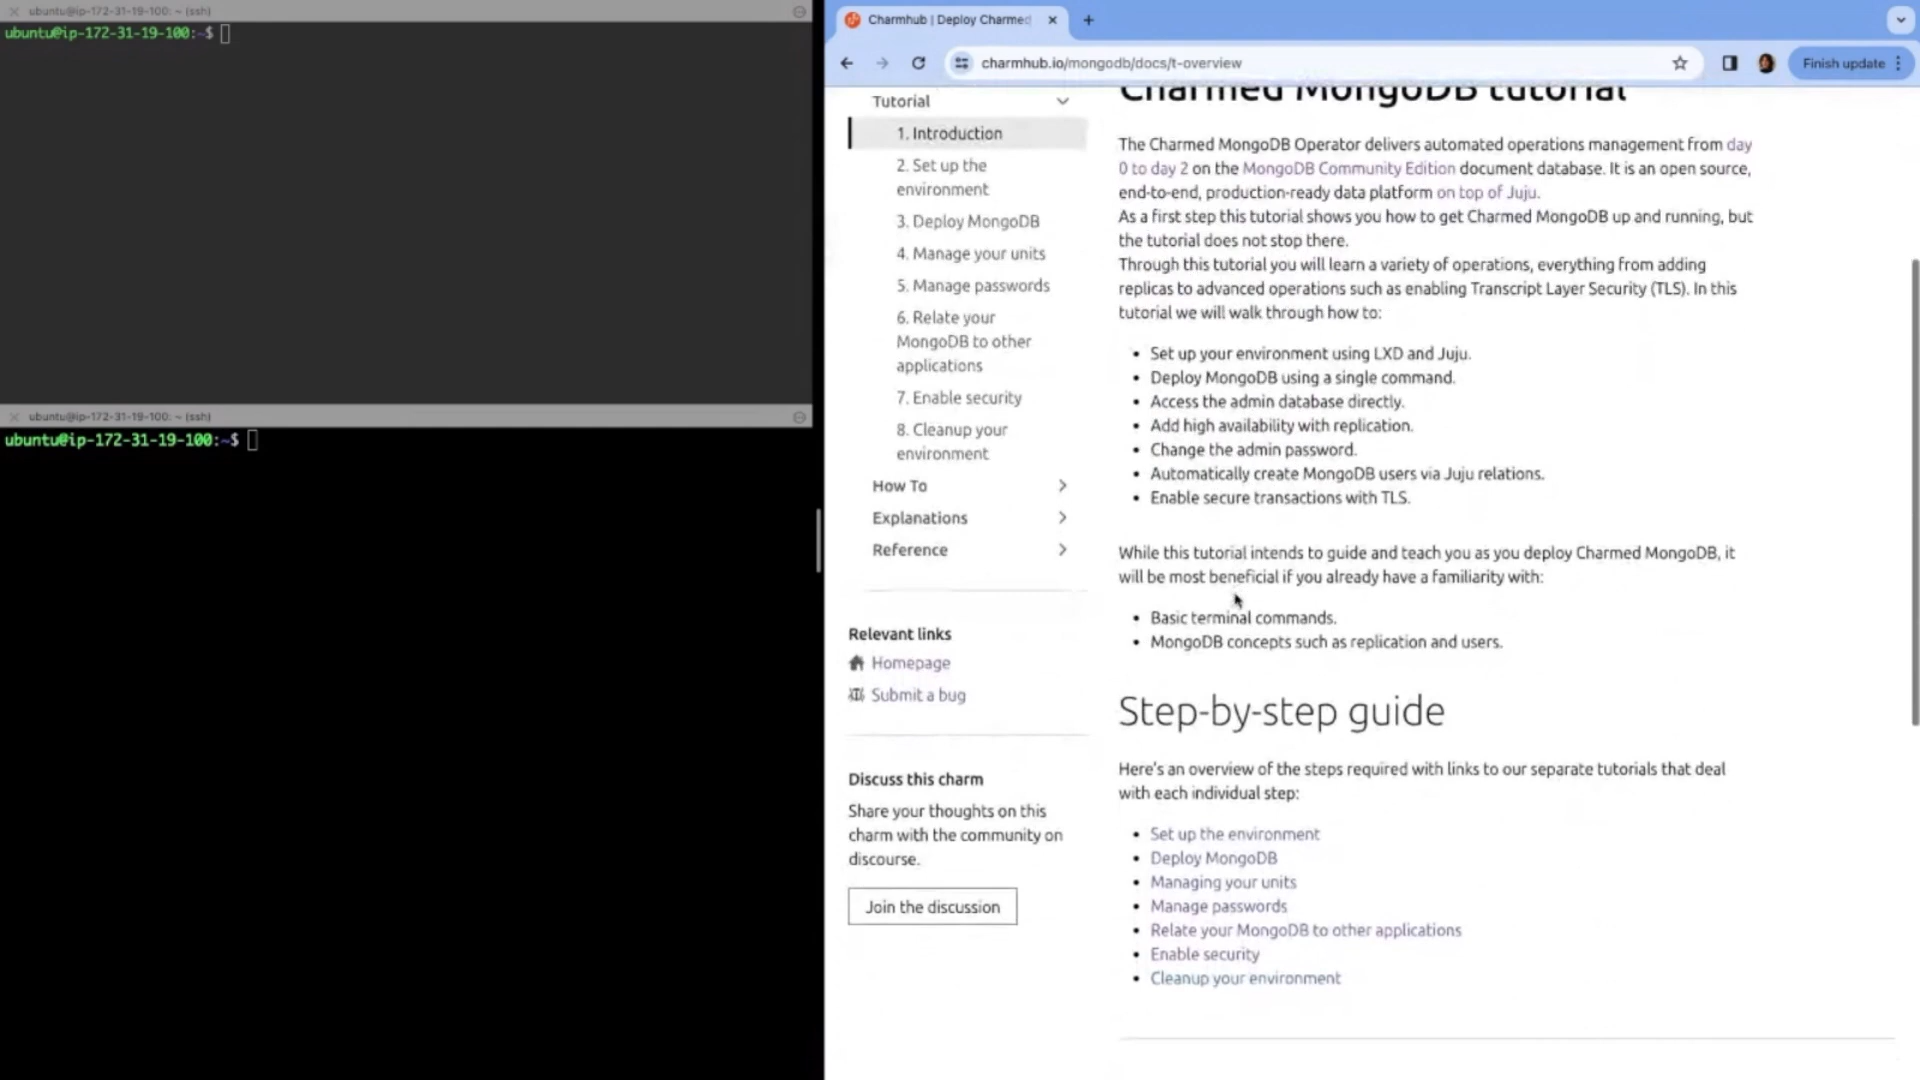 ubuntu@ip-172-31-19-100: ~ (ssh)
ubuntu@ip-172-31-19-100:~$
ubuntu@ip-172-31-19-100: ~ (ssh)
ubuntu@ip-172-31-19-100:~$
Charmhub | Deploy Charmed
charmhub.io/mongodb/docs/t-overview
Finish update
Tutorial
1. Introduction
2. Set up the
environment
3. Deploy MongoDB
4. Manage your units
5. Manage passwords
6. Relate your
MongoDB to other
applications
7. Enable security
8. Cleanup your
environment
How To
Explanations
Reference
Relevant links
Homepage
Submit a bug
Discuss this charm
Share your thoughts on this
charm with the community on
discourse.
Join the discussion
Charmed MongoDB tutorial
The Charmed MongoDB Operator delivers automated operations management from day
0 to day 2 on the MongoDB Community Edition document database. It is an open source,
end-to-end, production-ready data platform on top of Juju.
As a first step this tutorial shows you how to get Charmed MongoDB up and running, but
the tutorial does not stop there.
Through this tutorial you will learn a variety of operations, everything from adding
replicas to advanced operations such as enabling Transcript Layer Security (TLS). In this
tutorial we will walk through how to:
• Set up your environment using LXD and Juju.
• Deploy MongoDB using a single command.
• Access the admin database directly.
• Add high availability with replication.
• Change the admin password.
• Automatically create MongoDB users via Juju relations.
• Enable secure transactions with TLS.
While this tutorial intends to guide and teach you as you deploy Charmed MongoDB, it
will be most beneficial if you already have a familiarity with:
• Basic terminal commands.
• MongoDB concepts such as replication and users.
Step-by-step guide
Here's an overview of the steps required with links to our separate tutorials that deal
with each individual step:
• Set up the environment
• Deploy MongoDB
• Managing your units
• Manage passwords
• Relate your MongoDB to other applications
• Enable security
• Cleanup your environment